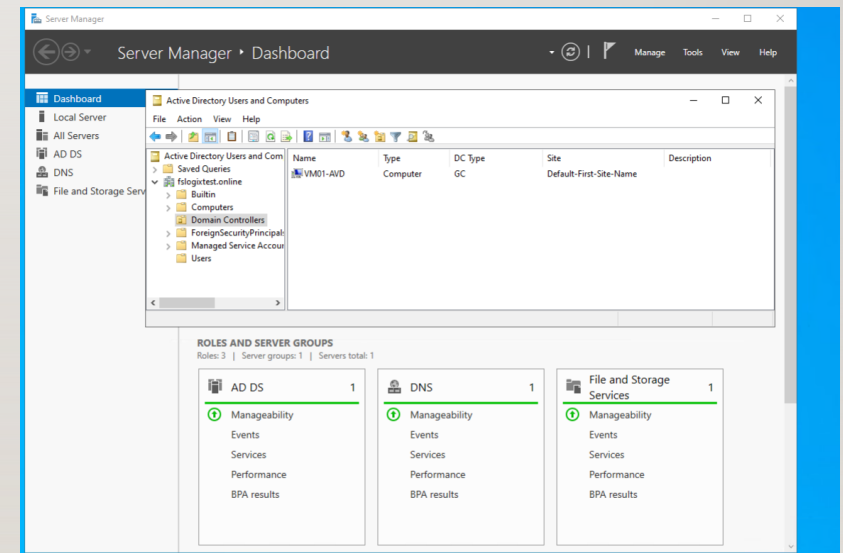 Server Manager
Server Manager • Dashboard
Manage Tools View Help
Dashboard
Local Server
All Servers
AD DS
DNS
File and Storage Serv
Active Directory Users and Computers
File Action View Help
Active Directory Users and Com
Saved Queries
fslogixtest.online
Builtin
Computers
Domain Controllers
ForeignSecurityPrincipals
Managed Service Accour
Users
Name Type DC Type Site Description
VM01-AVD Computer GC Default-First-Site-Name
ROLES AND SERVER GROUPS
Roles: 3 | Server groups: 1 | Servers total: 1
AD DS 1
Manageability
Events
Services
Performance
BPA results
DNS 1
Manageability
Events
Services
Performance
BPA results
File and Storage
Services 1
Manageability
Events
Services
Performance
BPA results